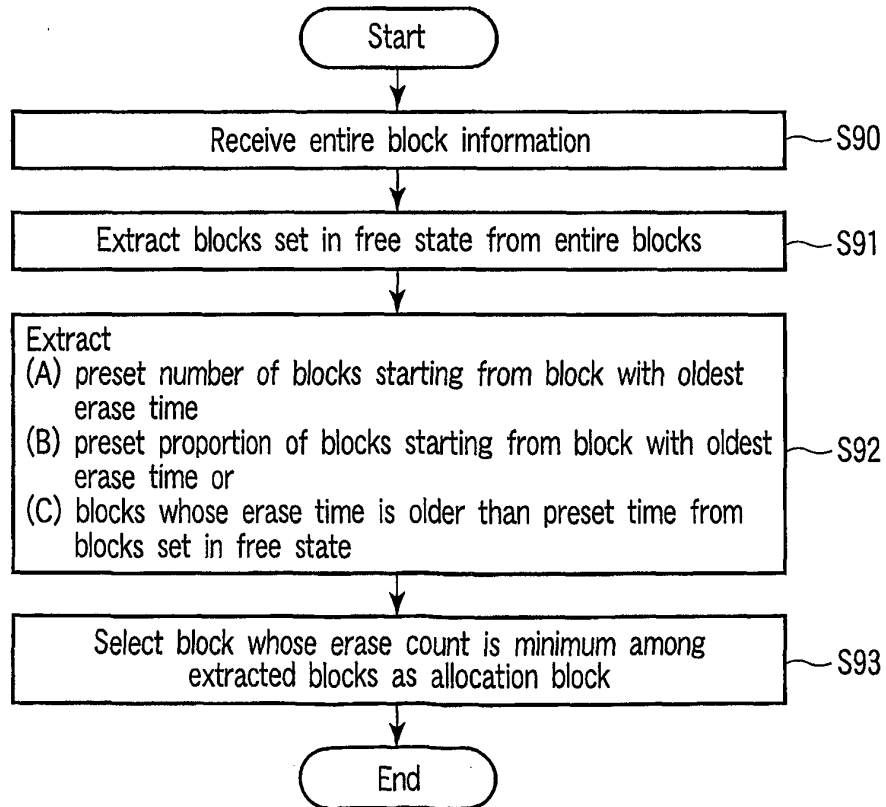 Start
Receive entire block information
S90
Extract blocks set in free state from entire blocks
S91
Extract
(A) preset number of blocks starting from block with oldest
erase time
(B) preset proportion of blocks starting from block with oldest
erase time or
(C) blocks whose erase time is older than preset time from
blocks set in free state
S92
Select block whose erase count is minimum among
extracted blocks as allocation block
S93
End